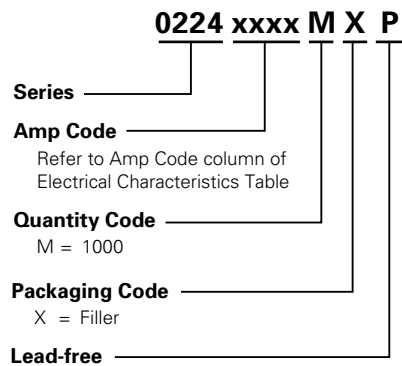 0224 xxxx M X P
Series
Amp Code
Refer to Amp Code column of
Electrical Characteristics Table
Quantity Code
M = 1000
Packaging Code
X = Filler
Lead-free